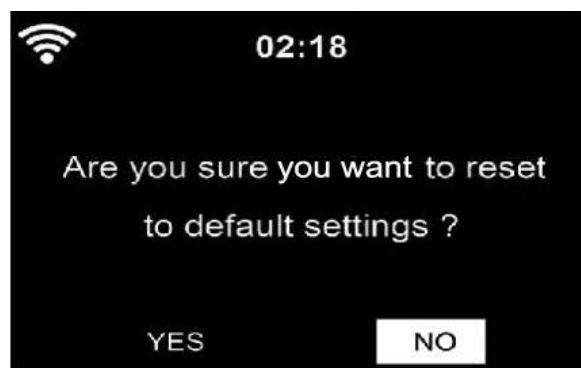 02:18
Are you sure you want to reset
to default settings ?
YES
NO